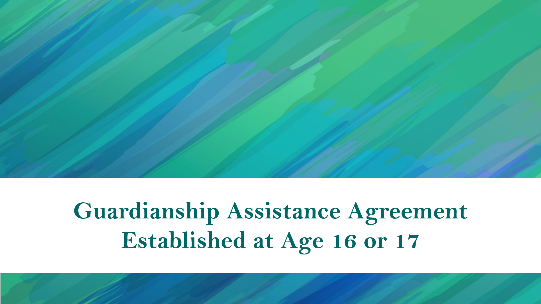 Guardianship Assistance Agreement
Established at Age 16 or 17